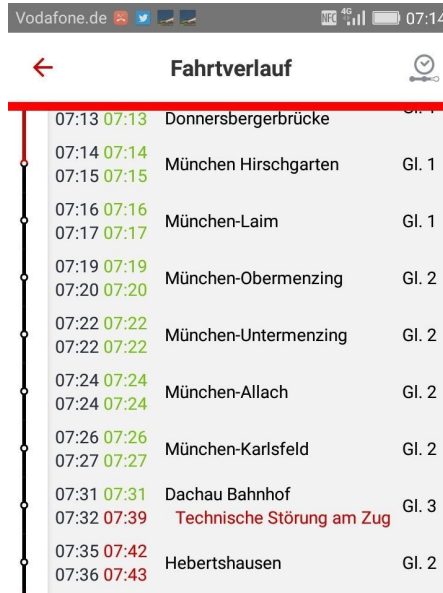 Vodafone.de NFC 4G 07:14
Fahrtverlauf
07:13 07:13 Donnersbergerbrücke
07:14 07:14
München Hirschgarten Gl. 1
07:15 07:15
07:16 07:16
München-Laim Gl. 1
07:17 07:17
07:19 07:19
München-Obermenzing Gl. 2
07:20 07:20
07:22 07:22
München-Untermenzing Gl. 2
07:22 07:22
07:24 07:24
München-Allach Gl. 2
07:24 07:24
07:26 07:26
München-Karlsfeld Gl. 2
07:27 07:27
07:31 07:31 Dachau Bahnhof
Gl. 3
07:32 07:39 Technische Störung am Zug
07:35 07:42
Hebertshausen Gl. 2
07:36 07:43